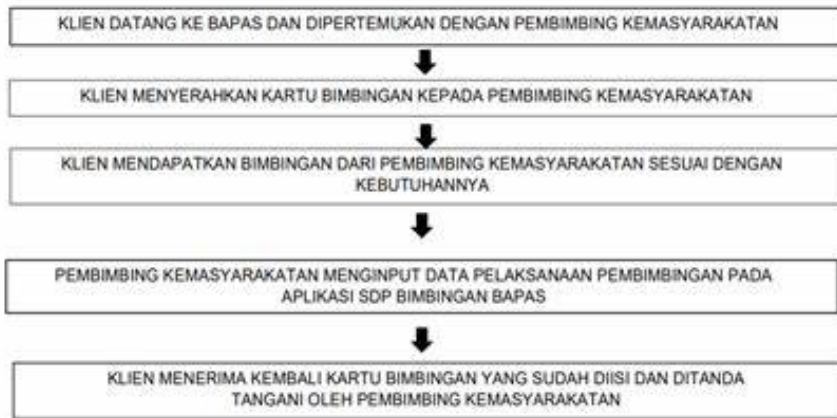 KLIEN DATANG KE BAPAS DAN DIPERTEMUKAN DENGAN PEMBIMBING KEMASYARAKATAN
KLIEN MENYERAHKAN KARTU BIMBINGAN KEPADA PEMBIMBING KEMASYARAKATAN
KLIEN MENDAPATKAN BIMBINGAN DARI PEMBIMBING KEMASYARAKATAN SESUAI DENGAN
KEBUTUHANNYA
PEMBIMBING KEMASYARAKATAN MENGINPUT DATA PELAKSANAAN PEMBIMBINGAN PADA
APLIKASI SDP BIMBINGAN BAPAS
KLIEN MENERIMA KEMBALI KARTU BIMBINGAN YANG SUDAH DIISI DAN DITANDA
TANGANI OLEH PEMBIMBING KEMASYARAKATAN